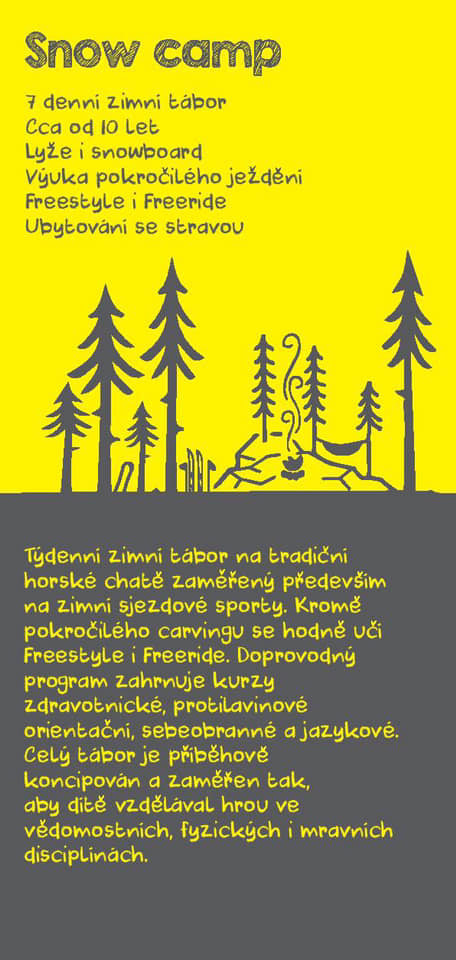 Snow camp
7 denní zimní tábor
Cca od 10 let
Lyže i snowboard
Výuka pokročilého ježdění
Freestyle i Freeride
Ubytování se stravou
Týdenní zimní tábor na tradiční
horské chatě zaměřený především
na zimní sjezdové sporty. Kromě
pokročilého carvingu se hodně učí
Freestyle i Freeride. Doprovodný
program zahrnuje kurzy
zdravotnické, protilavinové
orientační, sebeobranné a jazykové.
Celý tábor je příběhově
koncipován a zaměřen tak,
aby dítě vzdělával hrou ve
vědomostních, fyzických i mravních
disciplínách.